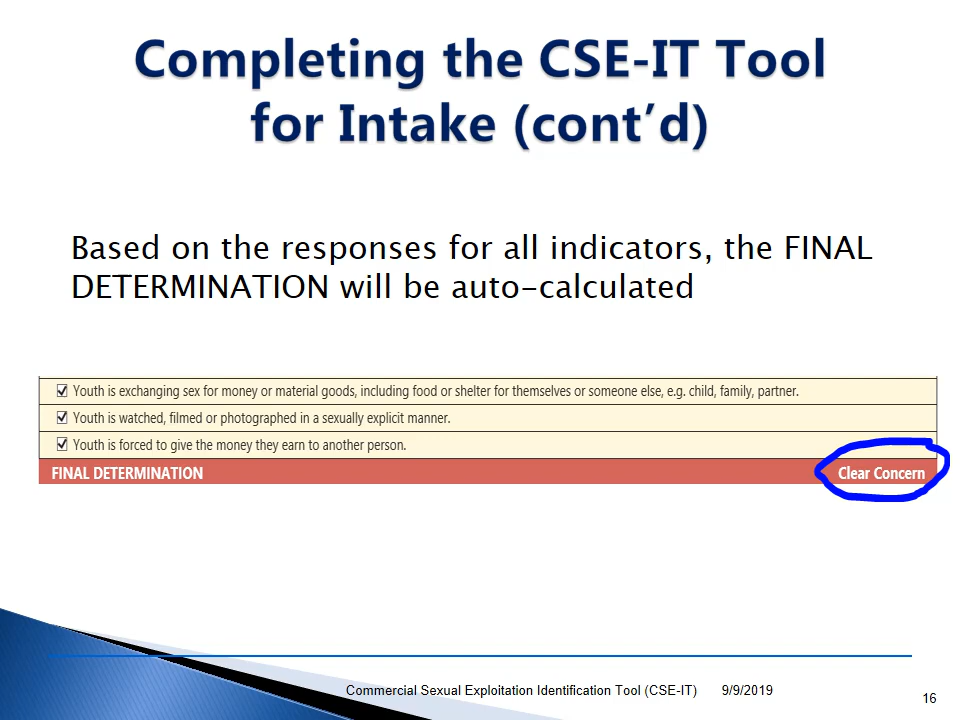 Completing the CSE-IT Tool
for Intake (cont’d)
Based on the responses for all indicators, the FINAL
DETERMINATION will be auto-calculated
Youth is exchanging sex for money or material goods, including food or shelter for themselves or someone else, e.g. child, family, partner.
Youth is watched, filmed or photographed in a sexually explicit manner.
Youth is forced to give the money they earn to another person.
FINAL DETERMINATION Clear Concern
Commercial Sexual Exploitation Identification Tool (CSE-IT) 9/9/2019
16